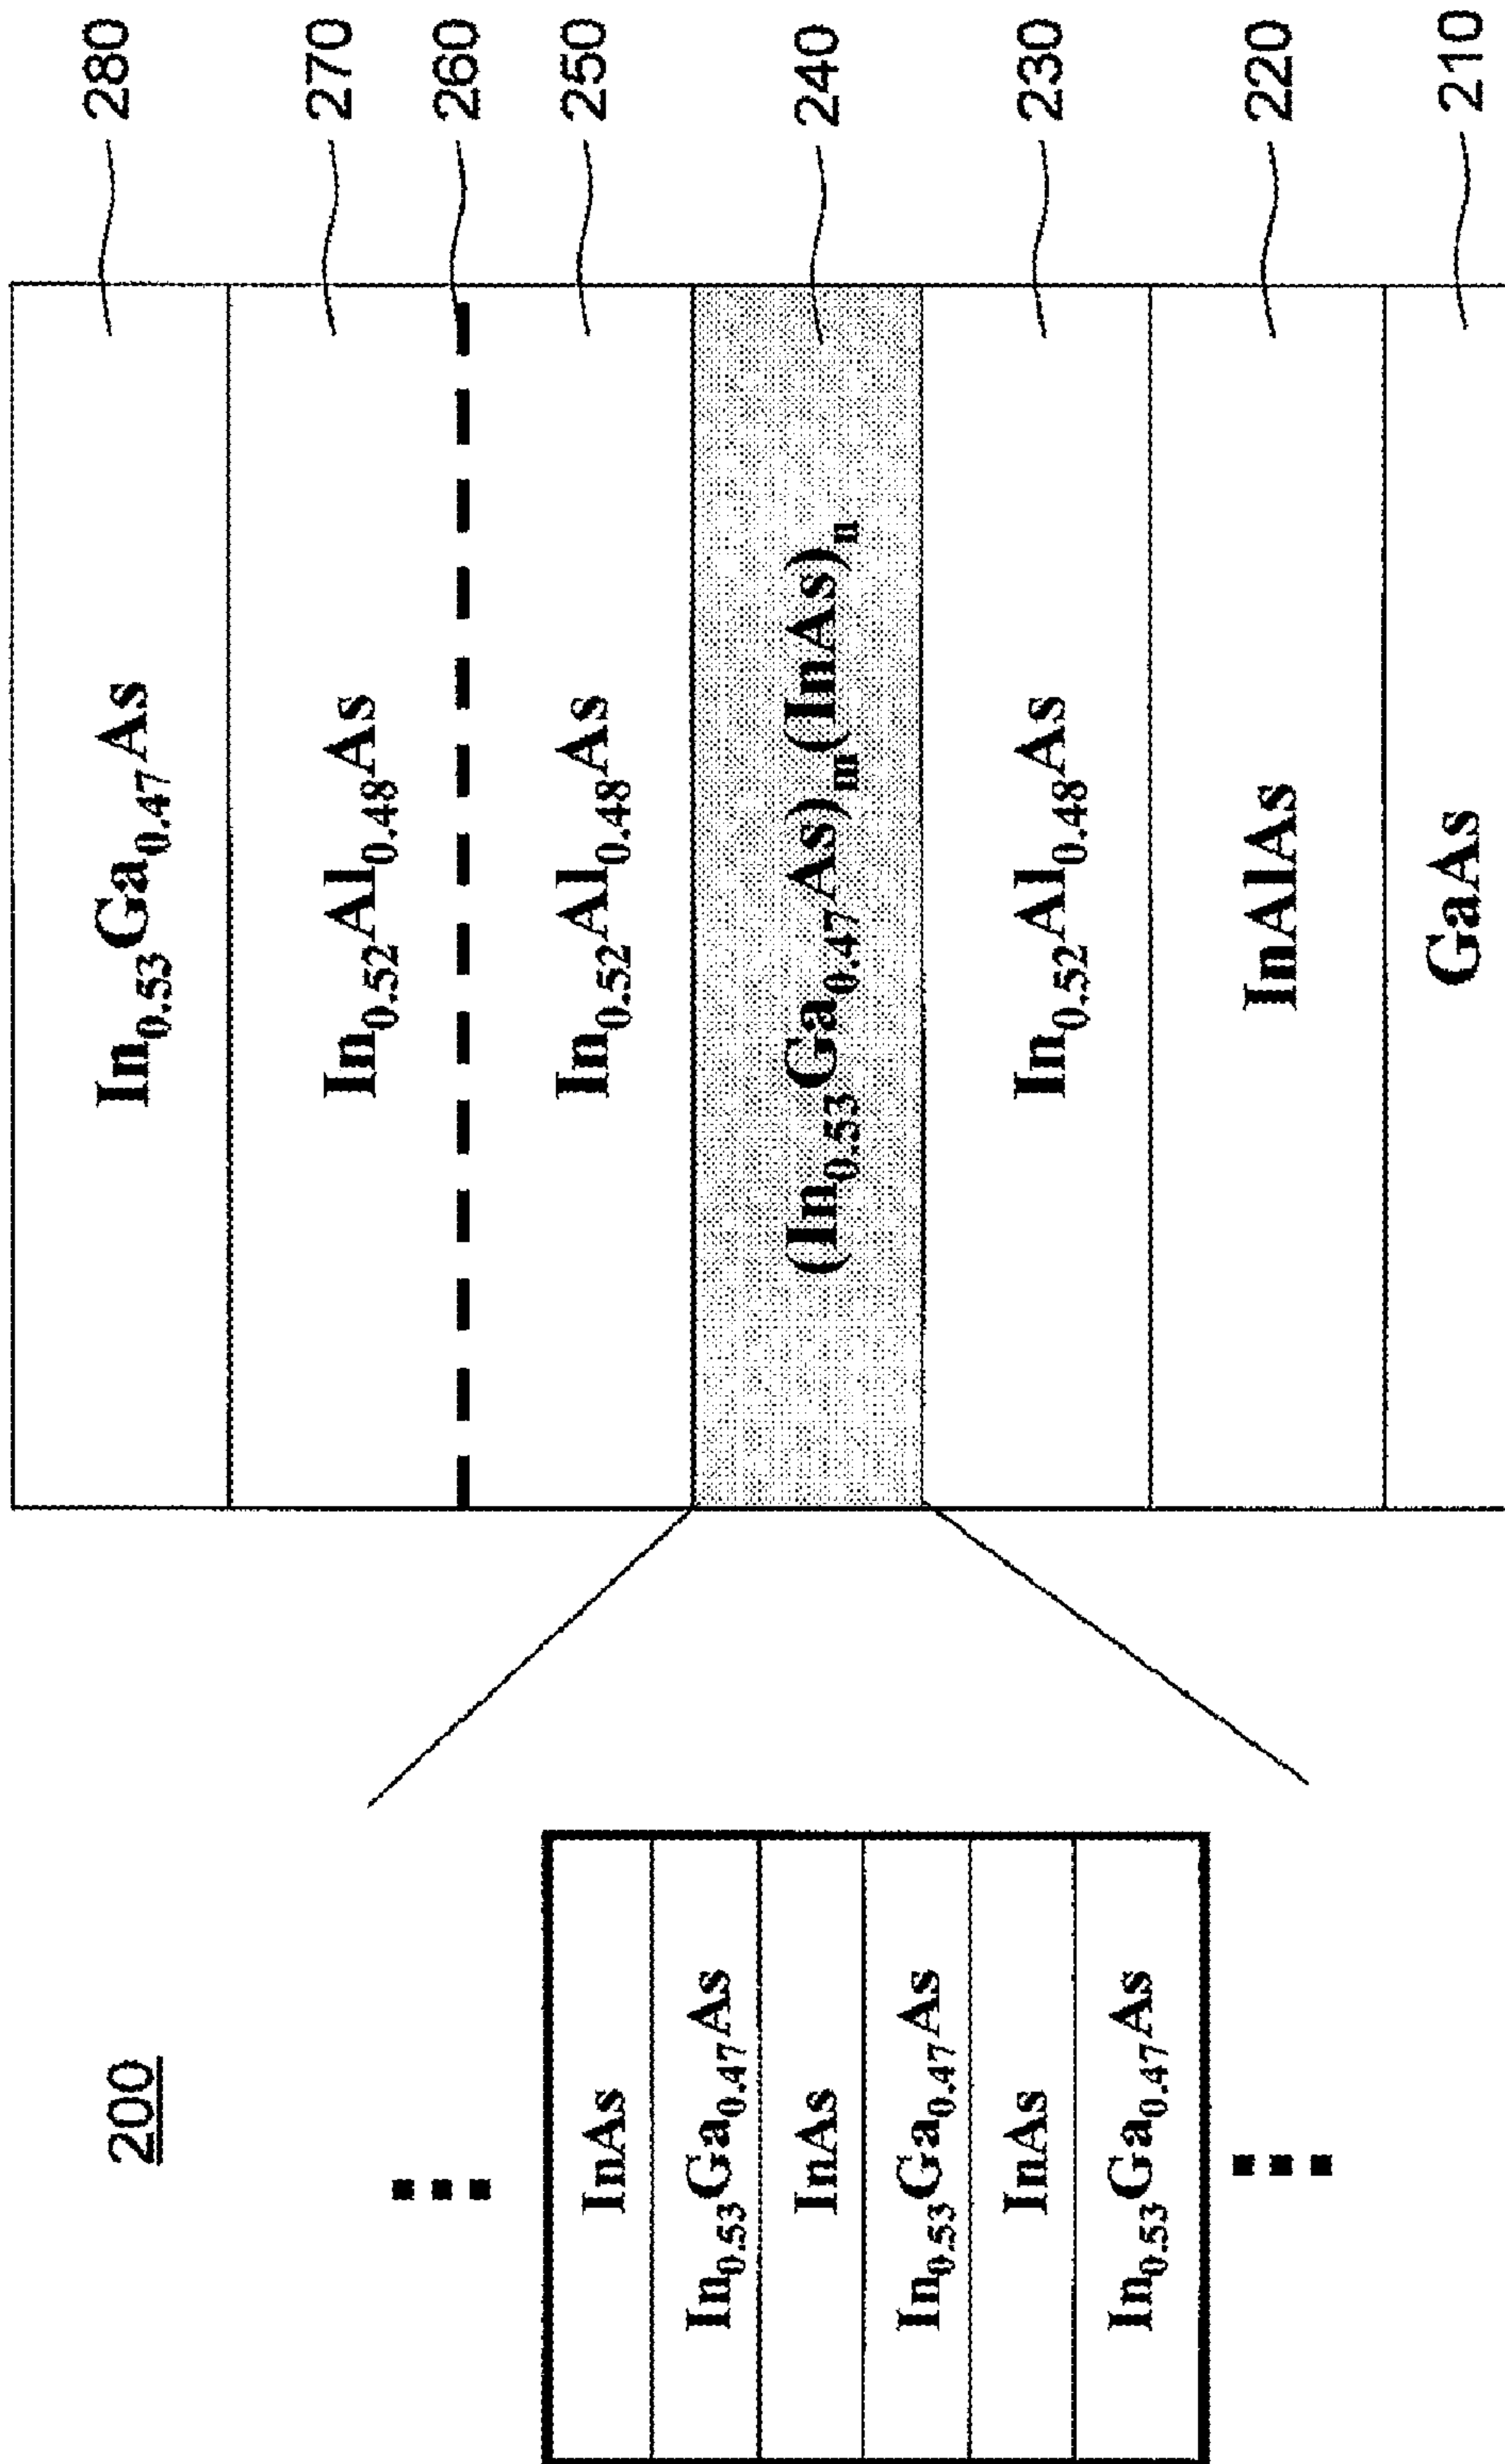 200
In0.53Ga0.47As
280
In0.52Al0.48As
270
260
In0.52Al0.48As
250
(In0.53Ga0.47As)m(InAs)n
240
In0.52Al0.48As
230
InAlAs
220
GaAs
210
InAs
In0.53Ga0.47As
InAs
In0.53Ga0.47As
InAs
In0.53Ga0.47As